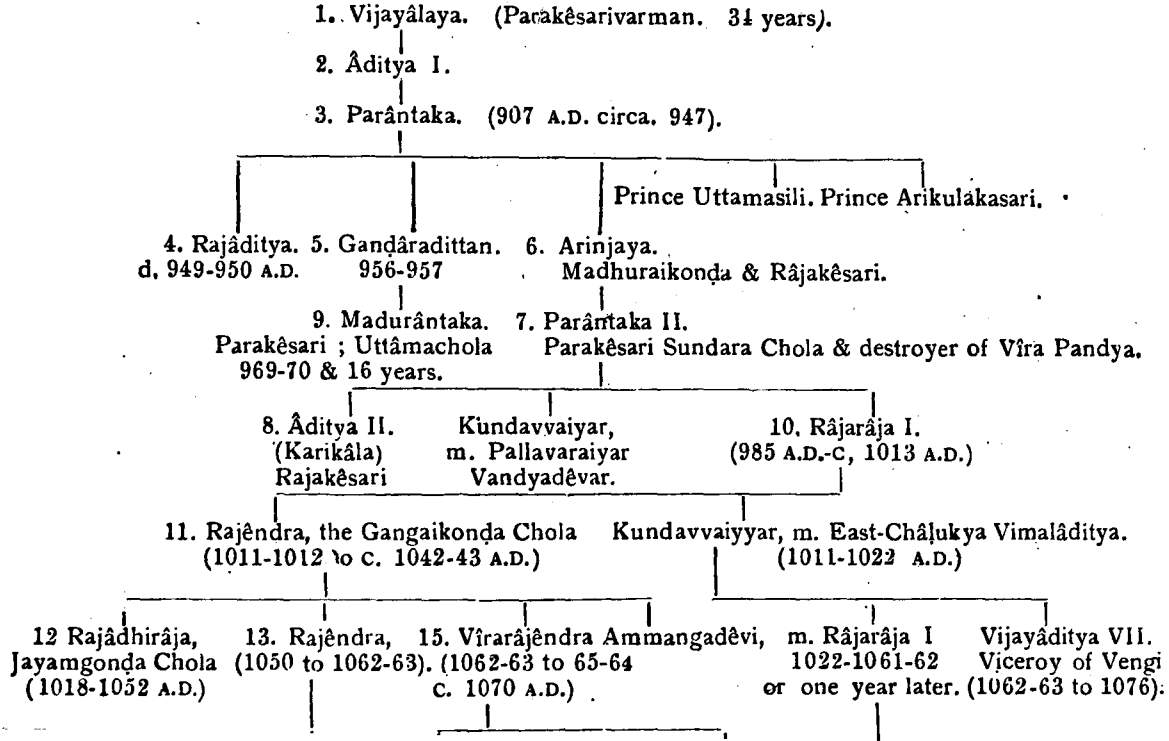 1. Vijayâlaya. (Parakêsarivarman. 34 years).
2. Âditya I.
3. Parântaka. (907 A.D. circa. 947).
Prince Uttamasili. Prince Arikulakasari.
4. Rajâditya. 5. Gaṇḍâradittan. 6. Arinjaya.
d. 949-950 A.D. 956-957 Madhuraikoṇḍa & Râjakêsari.
9. Madurântaka. 7. Parântaka II.
Parakêsari ; Uttâmachola Parakêsari Sundara Chola & destroyer of Vîra Pandya.
969-70 & 16 years.
8. Âditya II. Kundavvaiyar, 10. Râjarâja I.
(Karikâla) m. Pallavaraiyar (985 A.D.-C, 1013 A.D.)
Rajakêsari Vandyadêvar.
11. Rajêndra, the Gangaikoṇḍa Chola Kundavvaiyyar, m. East-Châḷukya Vimalâditya.
(1011-1012 to C. 1042-43 A.D.) (1011-1022 A.D.)
12 Rajâdhirâja, 13. Rajêndra, 15. Vîrarâjêndra Ammangadêvi, m. Râjarâja I Vijayâditya VII.
Jayamgoṇḍa Chola (1050 to 1062-63). (1062-63 to 65-64 1022-1061-62 Viceroy of Vengi
(1018-1052 A.D.) C. 1070 A.D.) or one year later. (1062-63 to 1076).